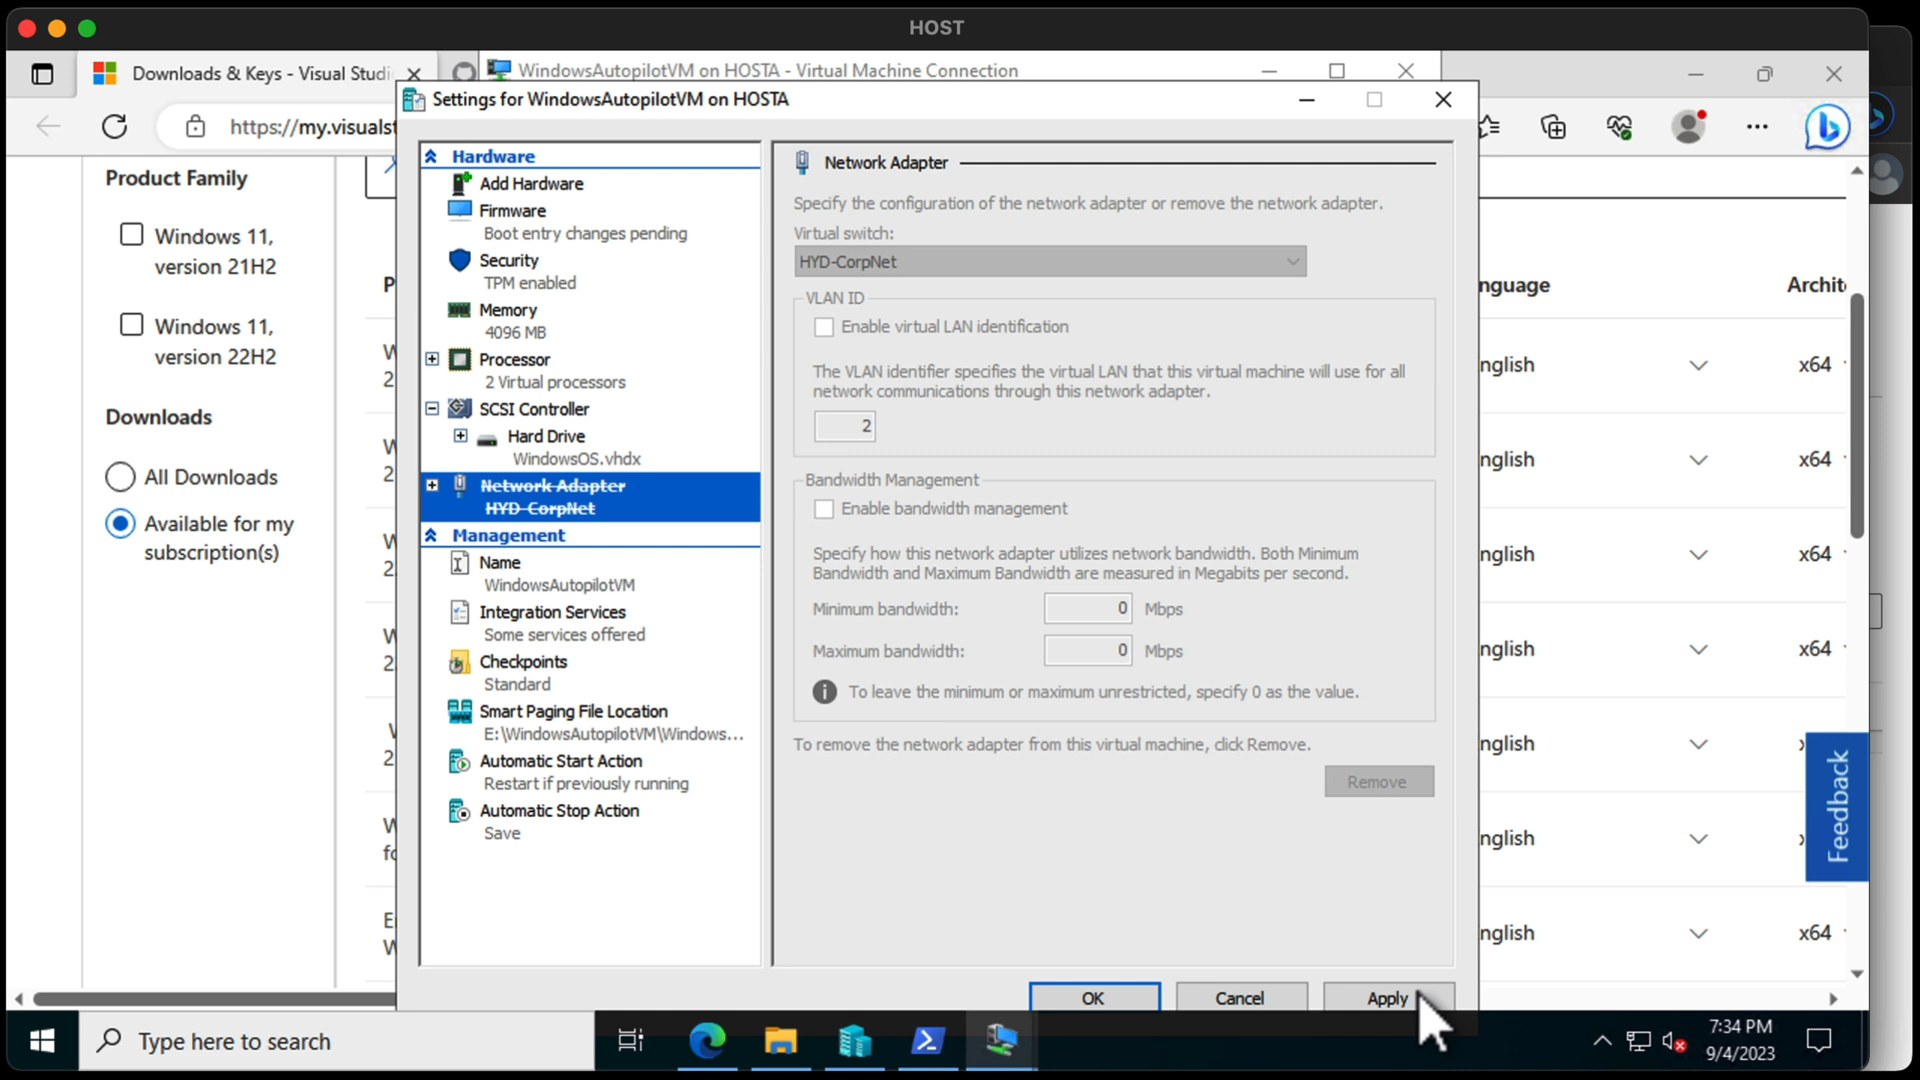 HOST
Downloads & Keys - Visual Studi
WindowsAutopilotVM on HOSTA - Virtual Machine Connection
Settings for WindowsAutopilotVM on HOSTA
https://my.visualst
Product Family
Windows 11,
version 21H2
Windows 11,
version 22H2
Downloads
All Downloads
Available for my
subscription(s)
Hardware
Add Hardware
Firmware
Boot entry changes pending
Security
TPM enabled
Memory
4096 MB
Processor
2 Virtual processors
SCSI Controller
Hard Drive
WindowsOS.vhdx
Network Adapter
HYD-CorpNet
Management
Name
WindowsAutopilotVM
Integration Services
Some services offered
Checkpoints
Standard
Smart Paging File Location
E:\WindowsAutopilotVM\Windows...
Automatic Start Action
Restart if previously running
Automatic Stop Action
Save
Network Adapter
Specify the configuration of the network adapter or remove the network adapter.
Virtual switch:
HYD-CorpNet
VLAN ID
Enable virtual LAN identification
The VLAN identifier specifies the virtual LAN that this virtual machine will use for all
network communications through this network adapter.
2
Bandwidth Management
Enable bandwidth management
Specify how this network adapter utilizes network bandwidth. Both Minimum
Bandwidth and Maximum Bandwidth are measured in Megabits per second.
Minimum bandwidth: 0 Mbps
Maximum bandwidth: 0 Mbps
To leave the minimum or maximum unrestricted, specify 0 as the value.
To remove the network adapter from this virtual machine, click Remove.
Remove
OK Cancel Apply
nguage Archit
nglish x64
nglish x64
nglish x64
nglish x64
nglish
nglish
nglish x64
Feedback
Type here to search
7:34 PM
9/4/2023